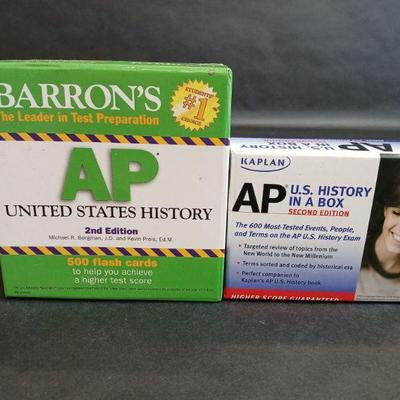 BARRON'S
The Leader in Test Preparation
STUDENTS'
#1
CHOICE
AP
UNITED STATES HISTORY
2nd Edition
Michael R. Bergman, J.D. and Kevin Preis, Ed.M.
500 flash cards
to help you achieve
a higher test score
KAPLAN
AP U.S. HISTORY
IN A BOX
SECOND EDITION
The 600 Most-Tested Events, People,
and Terms on the AP U.S. History Exam
Targeted review of topics from the
New World to the New Millennium
Terms sorted and coded by historical era
Perfect companion to
Kaplan's AP U.S. History book
HIGHER SCORE GUARANTEED